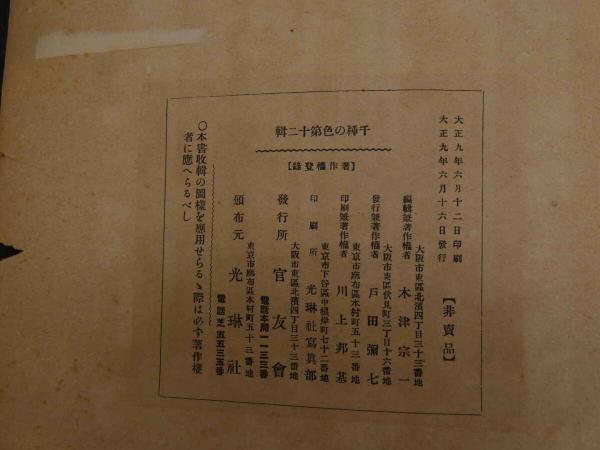 大正九年六月十二日印刷
大正九年六月十六日發行
【非賣品】
千種の色第十二輯
【著作權登錄】
大阪市東區北濱四丁目三十三番地
編輯兼著作權者 木津宗一
大阪市東區伏見町三丁目十六番地
發行兼著作權者 戸田彌七
東京市麻布區本村町五十三番地
印刷兼著作權者 川上邦基
東京市下谷區中根岸町七十二番地
印刷所 光琳社寫眞部
大阪市東區北濱四丁目三十三番地
發行所 官友會
電話本局一一三三番
東京市麻布區本村町五十三番地
頒布元 光琳社
電話芝五五三五番
〇本書收輯の圖樣を應用せらるゝ際は必ず著作權
者に應へらるべし